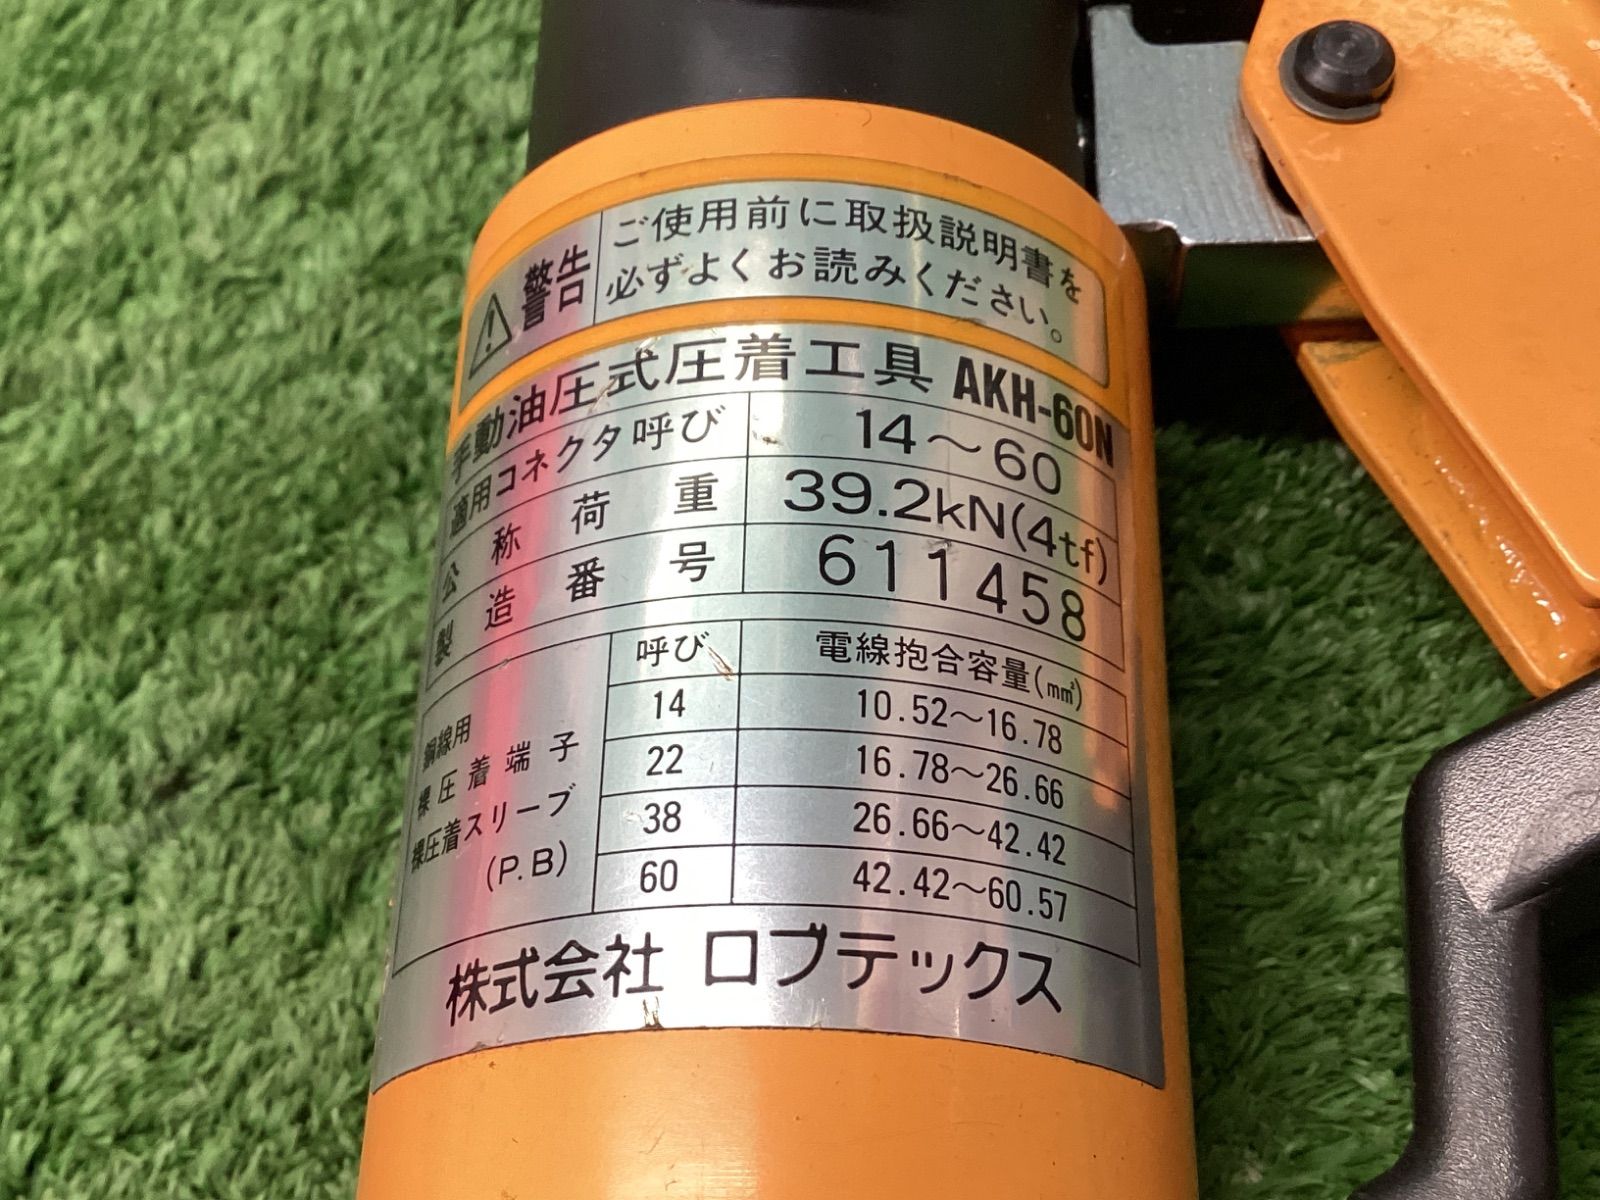 警告
ご使用前に取扱説明書を
必ずよくお読みください。
手動油圧式圧着工具 AKH-60N
適用コネクタ呼び 14～60
公称荷重 39.2kN(4tf)
製造番号 611458
銅線用
裸圧着端子
裸圧着スリーブ
(P.B)
呼び 電線抱合容量(㎟)
14 10.52～16.78
22 16.78～26.66
38 26.66～42.42
60 42.42～60.57
株式会社 ロブテックス